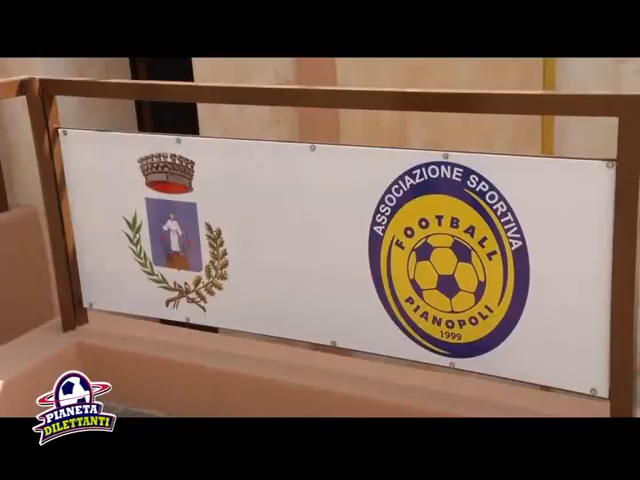 ASSOCIAZIONE SPORTIVA
FOOTBALL
PIANOPOLI
1999
PIANETA
DILETTANTI